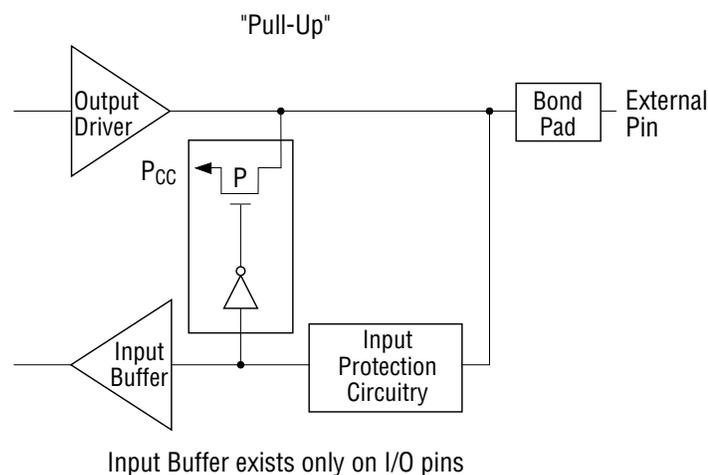 "Pull-Up"
Output
Driver
Bond
Pad
External
Pin
PCC
P
Input
Buffer
Input
Protection
Circuitry
Input Buffer exists only on I/O pins